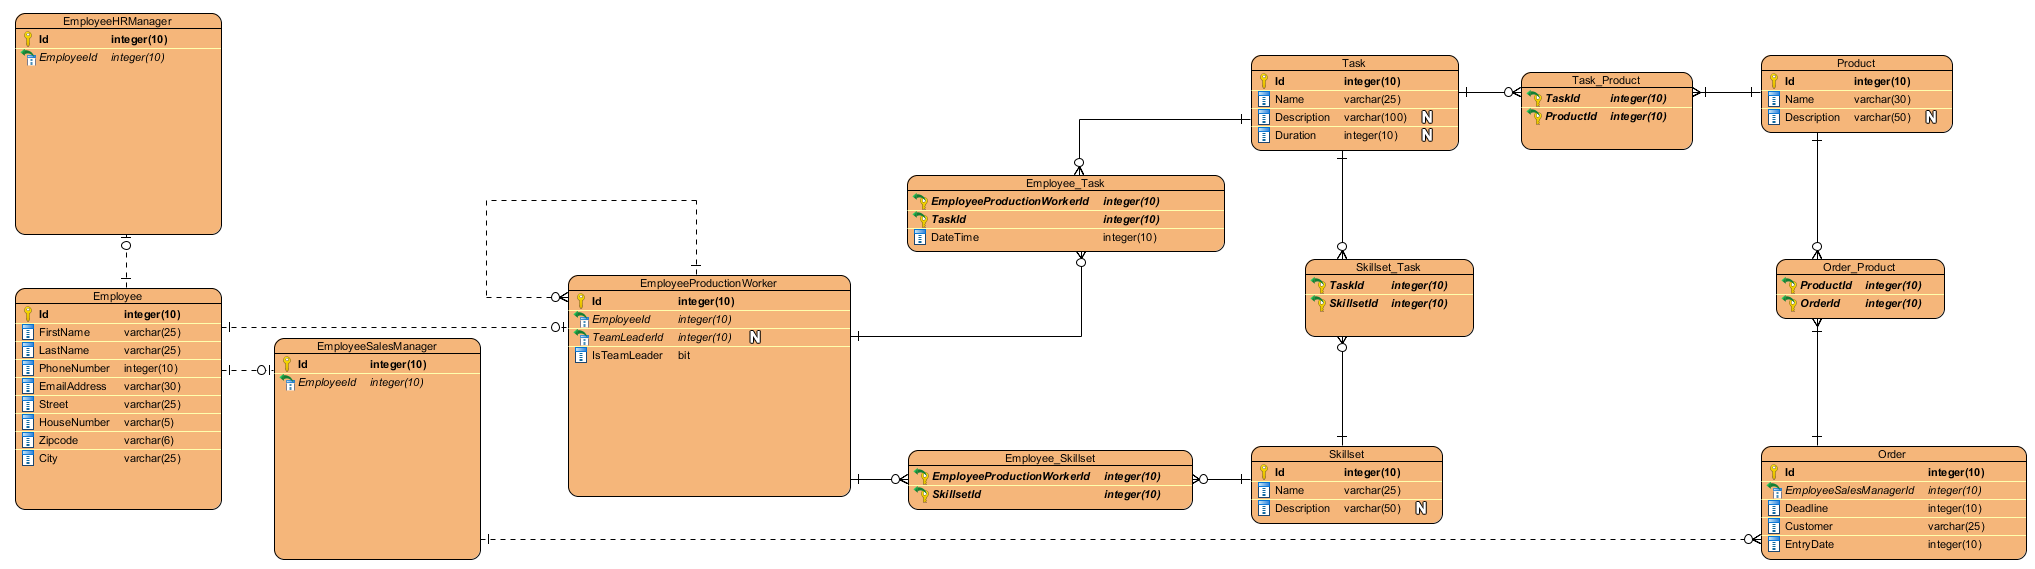 EmployeeHRManager
Id integer(10)
EmployeeId integer(10)
Employee
Id integer(10)
FirstName varchar(25)
LastName varchar(25)
PhoneNumber integer(10)
EmailAddress varchar(30)
Street varchar(25)
HouseNumber varchar(5)
Zipcode varchar(6)
City varchar(25)
EmployeeSalesManager
Id integer(10)
EmployeeId integer(10)
EmployeeProductionWorker
Id integer(10)
EmployeeId integer(10)
TeamLeaderId integer(10) N
IsTeamLeader bit
Employee_Task
EmployeeProductionWorkerId integer(10)
TaskId integer(10)
DateTime integer(10)
Employee_Skillset
EmployeeProductionWorkerId integer(10)
SkillsetId integer(10)
Task
Id integer(10)
Name varchar(25)
Description varchar(100) N
Duration integer(10) N
Skillset_Task
TaskId integer(10)
SkillsetId integer(10)
Skillset
Id integer(10)
Name varchar(25)
Description varchar(50) N
Task_Product
TaskId integer(10)
ProductId integer(10)
Product
Id integer(10)
Name varchar(30)
Description varchar(50) N
Order_Product
ProductId integer(10)
OrderId integer(10)
Order
Id integer(10)
EmployeeSalesManagerId integer(10)
Deadline integer(10)
Customer varchar(25)
EntryDate integer(10)